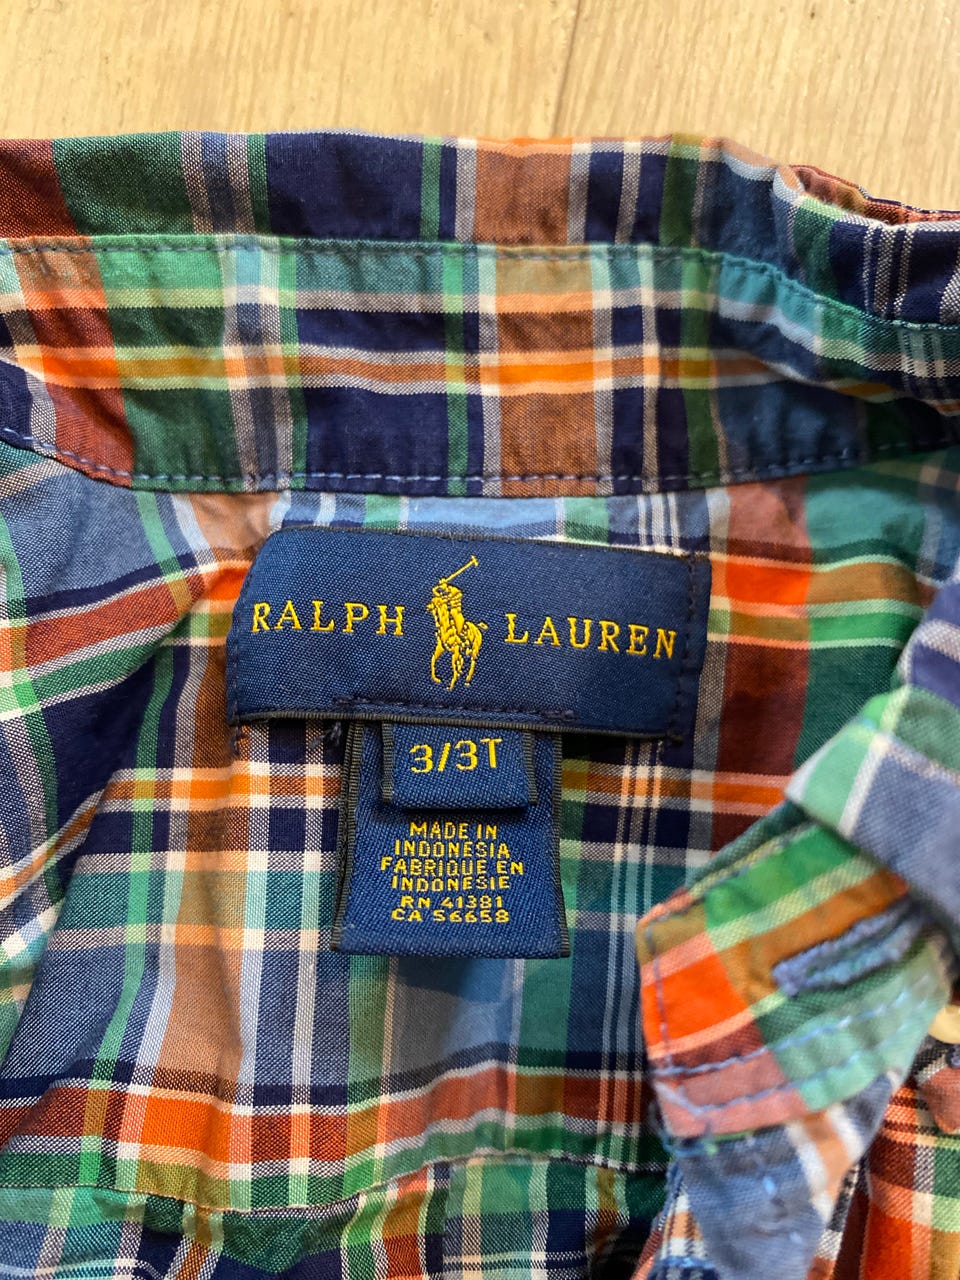 RALPH LAUREN
3/3T
MADE IN
INDONESIA
FABRIQUE EN
INDONESIE
RN 41381
CA 56658